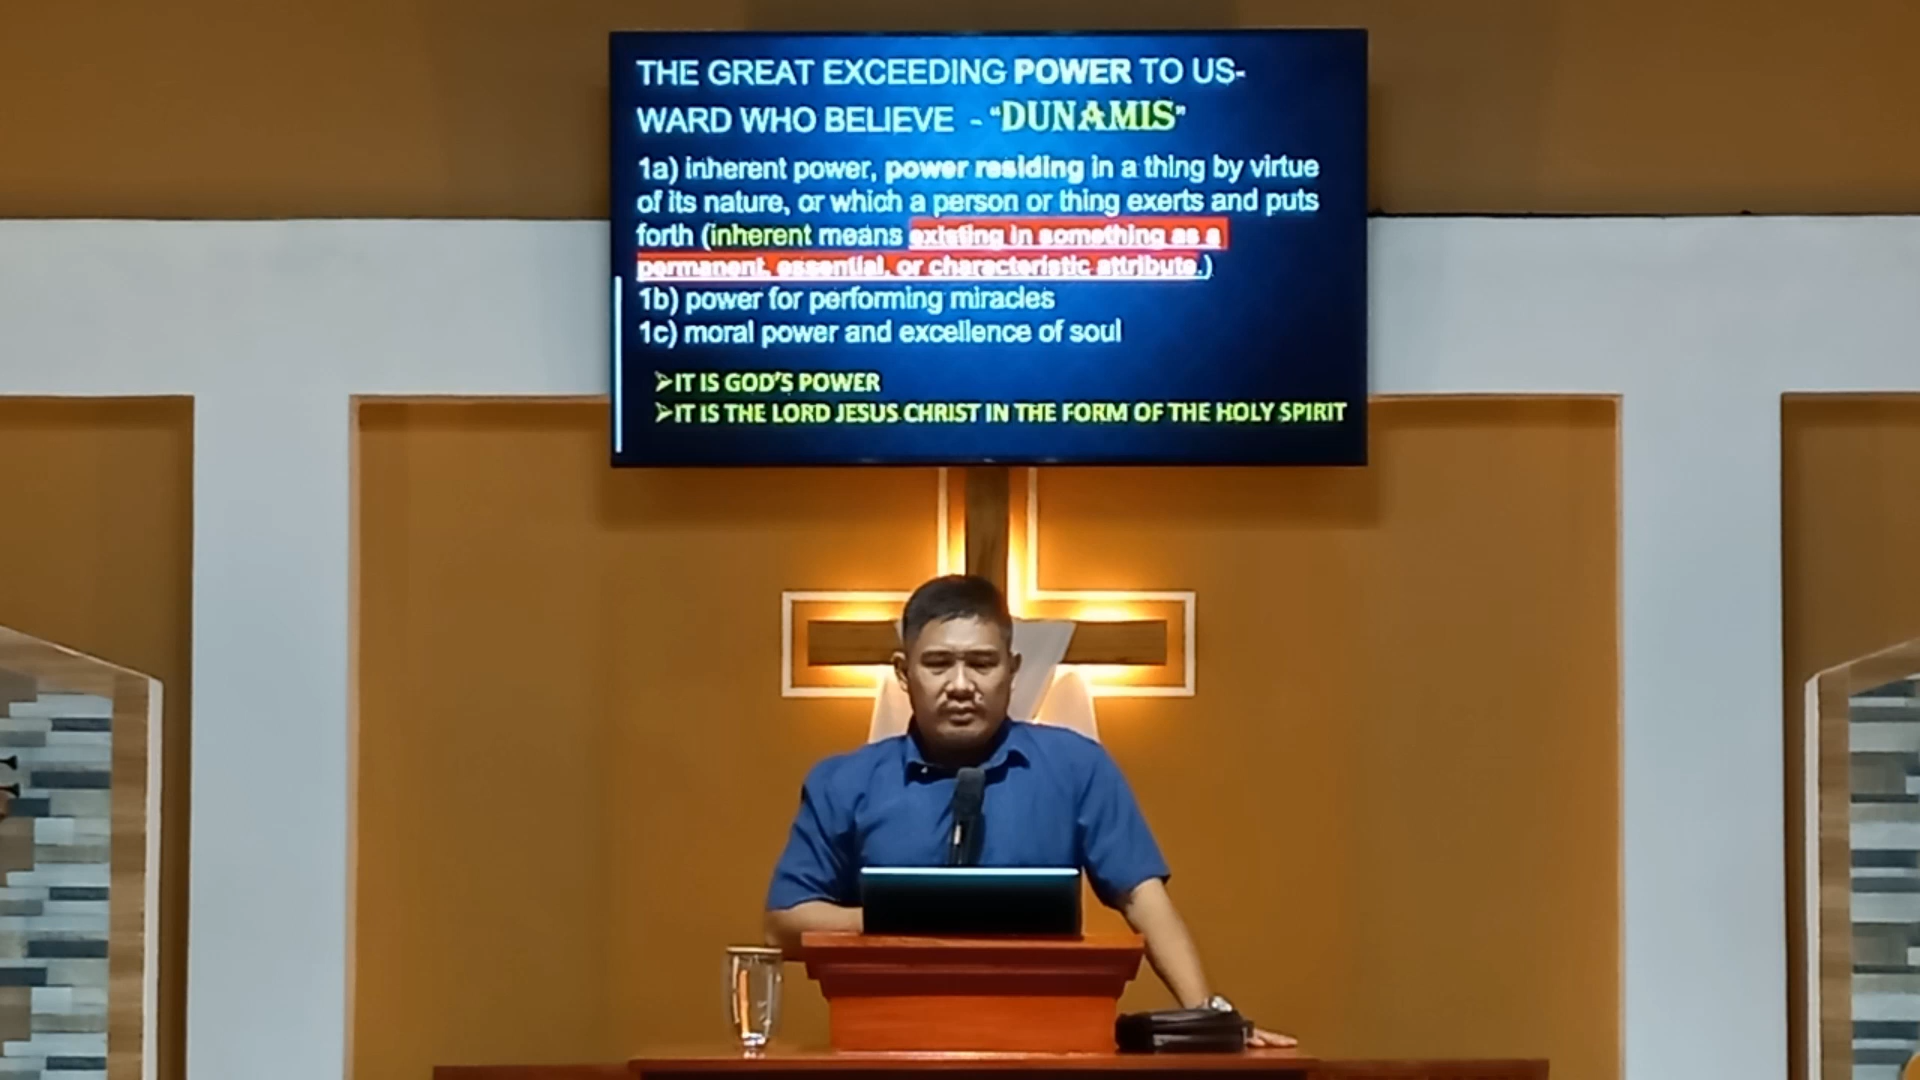 THE GREAT EXCEEDING POWER TO US-
WARD WHO BELIEVE - "DUNAMIS"
1a) inherent power, power residing in a thing by virtue
of its nature, or which a person or thing exerts and puts
forth (inherent means existing in something as a
permanent, essential, or characteristic attribute.)
1b) power for performing miracles
1c) moral power and excellence of soul
➢IT IS GOD'S POWER
➢IT IS THE LORD JESUS CHRIST IN THE FORM OF THE HOLY SPIRIT